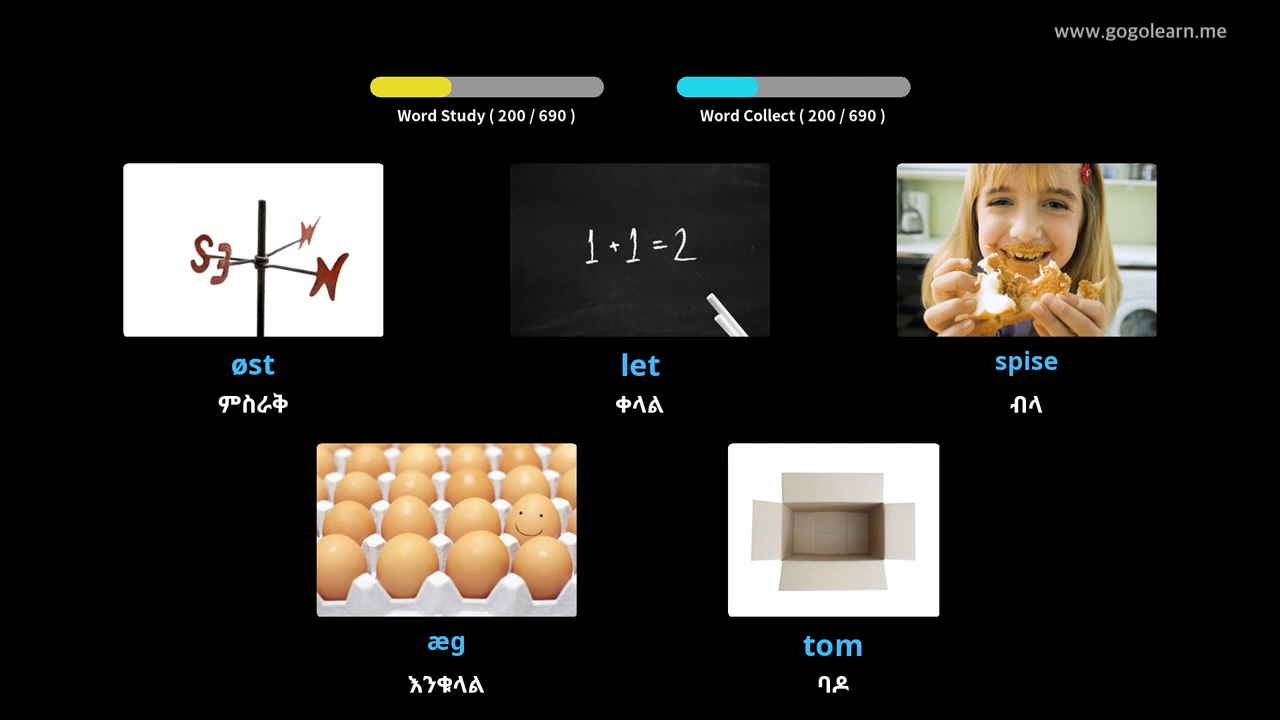 www.gogolearn.me
Word Study ( 200 / 690 )
Word Collect ( 200 / 690 )
S E N W
1 + 1 = 2
øst
ምስራቅ
let
ቀላል
spise
ብላ
æg
እንቁላል
tom
ባዶ